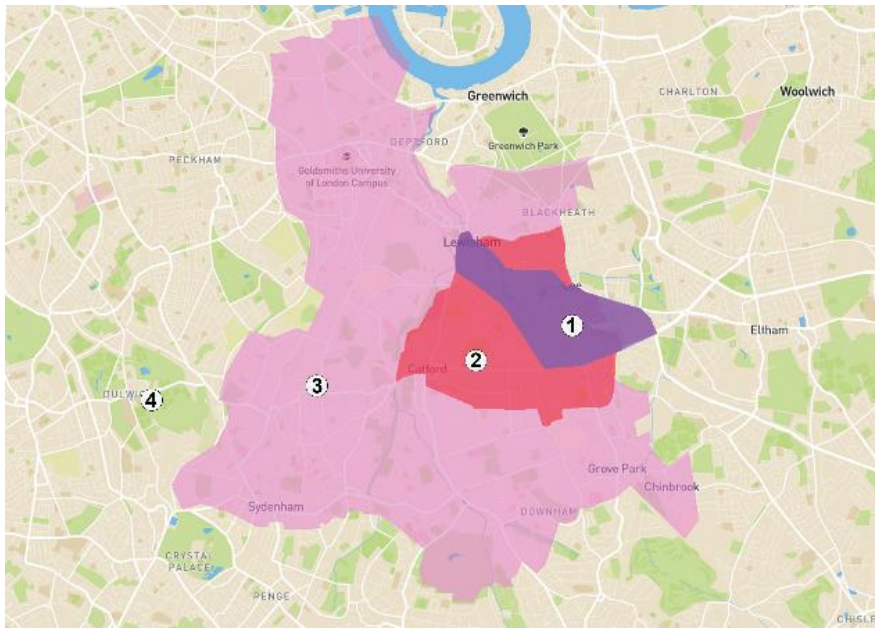 Greenwich
CHARLTON
Woolwich
DEPTFORD
Greenwich Park
PECKHAM
Goldsmiths University
of London Campus
BLACKHEATH
Lewisham
1
Eltham
2
Catford
3
4
Grove Park
Chinbrook
Sydenham
DOWNHAM
CRYSTAL
PALACE
PENGE
CHISLE